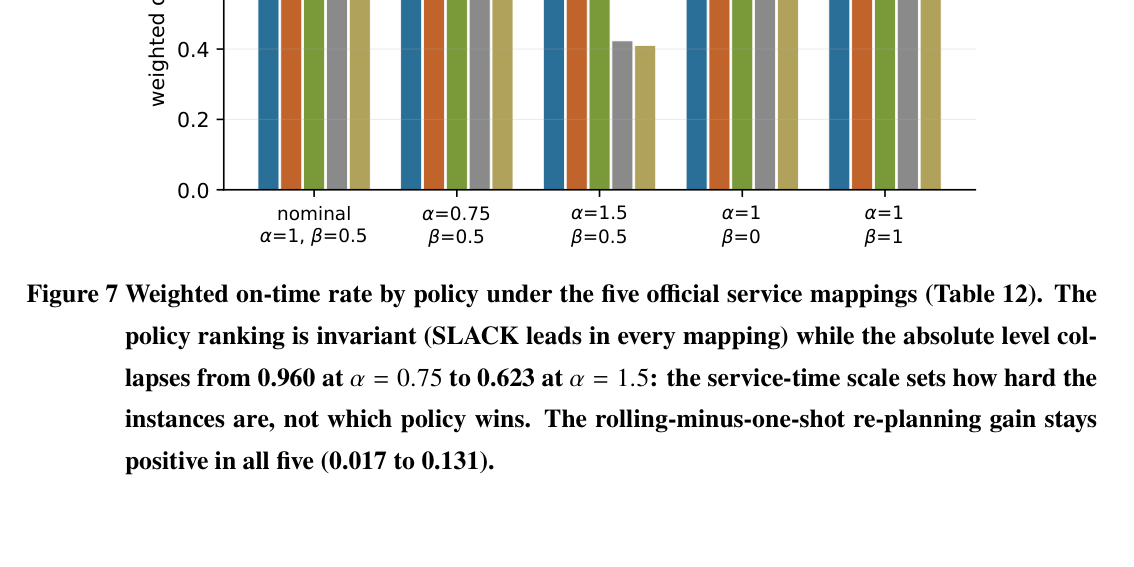 weighted
0.4
0.2
0.0
nominal α=0.75 α=1.5 α=1 α=1
α=1, β=0.5 β=0.5 β=0.5 β=0 β=1
Figure 7 Weighted on-time rate by policy under the five official service mappings (Table 12). The
policy ranking is invariant (SLACK leads in every mapping) while the absolute level col-
lapses from 0.960 at α = 0.75 to 0.623 at α = 1.5: the service-time scale sets how hard the
instances are, not which policy wins. The rolling-minus-one-shot re-planning gain stays
positive in all five (0.017 to 0.131).